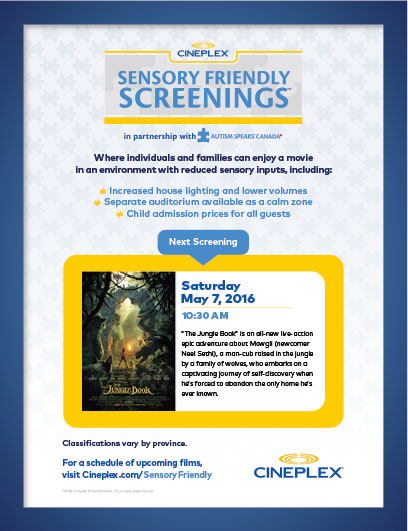 CINEPLEX
SENSORY FRIENDLY
SCREENINGS™
in partnership with AUTISM SPEAKS CANADA®
Where individuals and families can enjoy a movie
in an environment with reduced sensory inputs, including:
Increased house lighting and lower volumes
Separate auditorium available as a calm zone
Child admission prices for all guests
Next Screening
Saturday
May 7, 2016
10:30 AM
"The Jungle Book" is an all-new live-action
epic adventure about Mowgli (newcomer
Neel Sethi), a man-cub raised in the jungle
by a family of wolves, who embarks on a
captivating journey of self-discovery when
he's forced to abandon the only home he's
ever known.
THE
JUNGLE BOOK
Classifications vary by province.
For a schedule of upcoming films,
visit Cineplex.com/SensoryFriendly
CINEPLEX